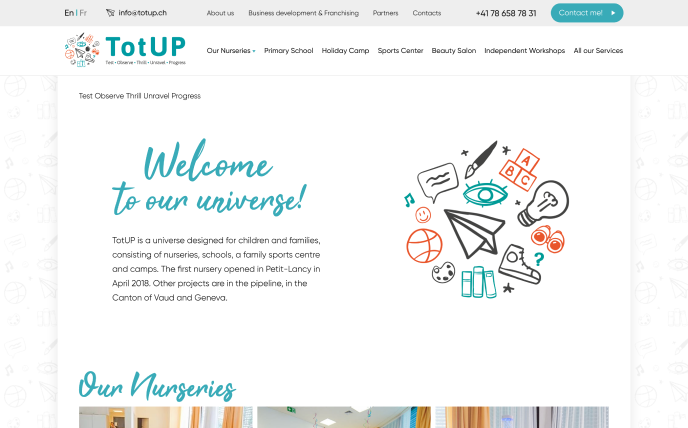 En | Fr
info@totup.ch
About us
Business development & Franchising
Partners
Contacts
+41 78 658 78 31
Contact me!
TotUP
Test • Observe • Thrill • Unravel • Progress
Our Nurseries
Primary School
Holiday Camp
Sports Center
Beauty Salon
Independent Workshops
All our Services
Test Observe Thrill Unravel Progress
Welcome
to our universe!
A
B C
?
TotUP is a universe designed for children and families,
consisting of nurseries, schools, a family sports centre
and camps. The first nursery opened in Petit-Lancy in
April 2018. Other projects are in the pipeline, in the
Canton of Vaud and Geneva.
Our Nurseries